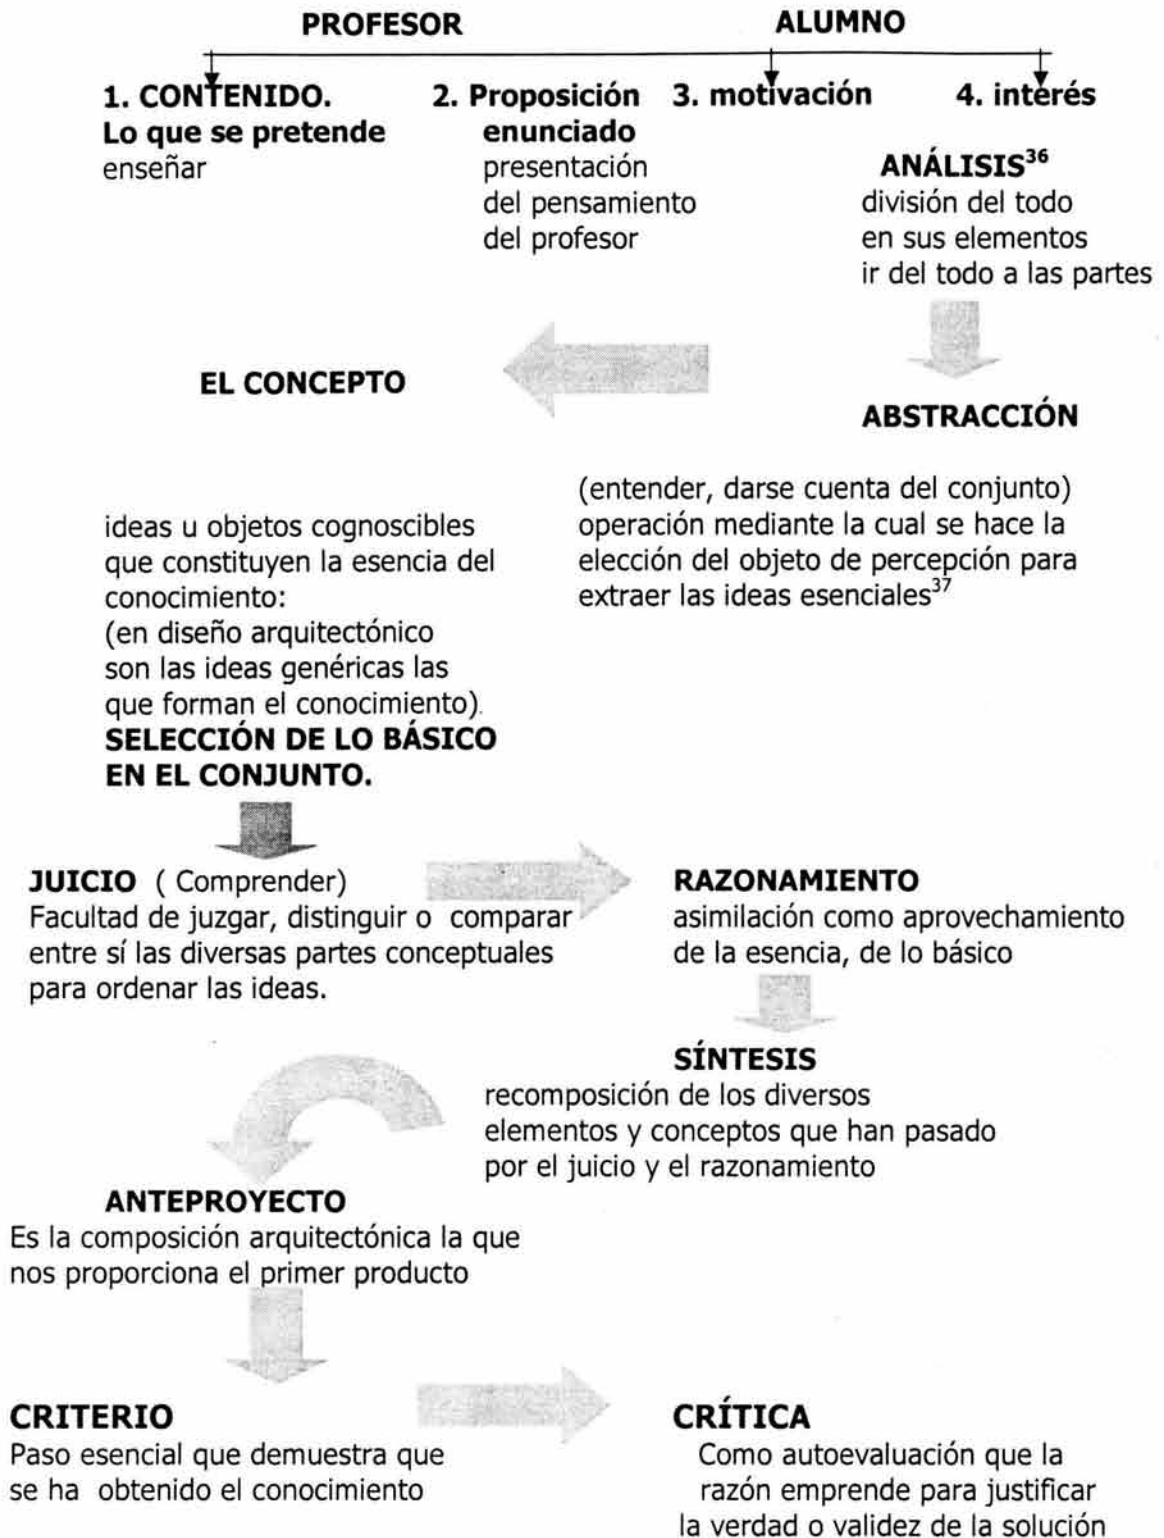 PROFESOR ALUMNO
1. CONTENIDO. 2. Proposición 3. motivación 4. interés
Lo que se pretende enunciado
enseñar presentación
del pensamiento
del profesor
ANÁLISIS36
división del todo
en sus elementos
ir del todo a las partes
EL CONCEPTO
ABSTRACCIÓN
(entender, darse cuenta del conjunto)
operación mediante la cual se hace la
elección del objeto de percepción para
extraer las ideas esenciales37
ideas u objetos cognoscibles
que constituyen la esencia del
conocimiento:
(en diseño arquitectónico
son las ideas genéricas las
que forman el conocimiento).
SELECCIÓN DE LO BÁSICO
EN EL CONJUNTO.
JUICIO ( Comprender)
Facultad de juzgar, distinguir o comparar
entre sí las diversas partes conceptuales
para ordenar las ideas.
RAZONAMIENTO
asimilación como aprovechamiento
de la esencia, de lo básico
SÍNTESIS
recomposición de los diversos
elementos y conceptos que han pasado
por el juicio y el razonamiento
ANTEPROYECTO
Es la composición arquitectónica la que
nos proporciona el primer producto
CRITERIO
Paso esencial que demuestra que
se ha obtenido el conocimiento
CRÍTICA
Como autoevaluación que la
razón emprende para justificar
la verdad o validez de la solución